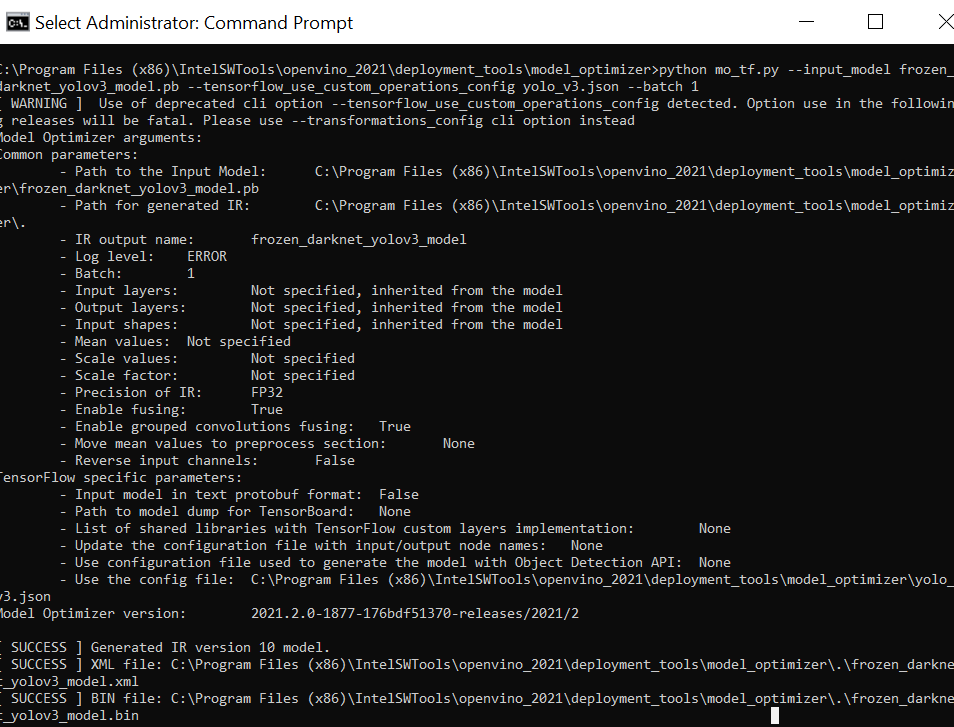 Select Administrator: Command Prompt
C:\Program Files (x86)\IntelSWTools\openvino_2021\deployment_tools\model_optimizer>python mo_tf.py --input_model frozen_
darknet_yolov3_model.pb --tensorflow_use_custom_operations_config yolo_v3.json --batch 1
[ WARNING ]  Use of deprecated cli option --tensorflow_use_custom_operations_config detected. Option use in the followin
g releases will be fatal. Please use --transformations_config cli option instead
Model Optimizer arguments:
Common parameters:
- Path to the Input Model: C:\Program Files (x86)\IntelSWTools\openvino_2021\deployment_tools\model_optimiz
er\frozen_darknet_yolov3_model.pb
- Path for generated IR: C:\Program Files (x86)\IntelSWTools\openvino_2021\deployment_tools\model_optimiz
er\.
- IR output name: frozen_darknet_yolov3_model
- Log level: ERROR
- Batch: 1
- Input layers: Not specified, inherited from the model
- Output layers: Not specified, inherited from the model
- Input shapes: Not specified, inherited from the model
- Mean values: Not specified
- Scale values: Not specified
- Scale factor: Not specified
- Precision of IR: FP32
- Enable fusing: True
- Enable grouped convolutions fusing: True
- Move mean values to preprocess section: None
- Reverse input channels: False
TensorFlow specific parameters:
- Input model in text protobuf format: False
- Path to model dump for TensorBoard: None
- List of shared libraries with TensorFlow custom layers implementation: None
- Update the configuration file with input/output node names: None
- Use configuration file used to generate the model with Object Detection API: None
- Use the config file: C:\Program Files (x86)\IntelSWTools\openvino_2021\deployment_tools\model_optimizer\yolo_
v3.json
Model Optimizer version: 2021.2.0-1877-176bdf51370-releases/2021/2
[ SUCCESS ] Generated IR version 10 model.
[ SUCCESS ] XML file: C:\Program Files (x86)\IntelSWTools\openvino_2021\deployment_tools\model_optimizer\.\frozen_darkne
t_yolov3_model.xml
[ SUCCESS ] BIN file: C:\Program Files (x86)\IntelSWTools\openvino_2021\deployment_tools\model_optimizer\.\frozen_darkne
t_yolov3_model.bin